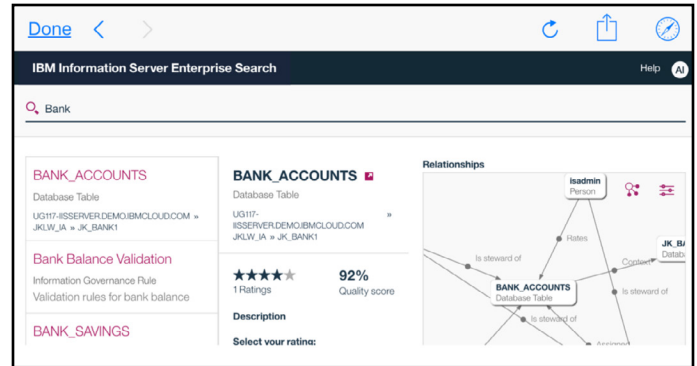 Done
IBM Information Server Enterprise Search
Help
AI
Bank
BANK_ACCOUNTS
Database Table
UG117-IISSERVER.DEMO.IBMCLOUD.COM »
JKLW_IA » JK_BANK1
Bank Balance Validation
Information Governance Rule
Validation rules for bank balance
BANK_SAVINGS
BANK_ACCOUNTS
Database Table
UG117- »
IISSERVER.DEMO.IBMCLOUD.COM
JKLW_IA » JK_BANK1
1 Ratings
92%
Quality score
Description
Select your rating:
Relationships
isadmin
Person
Rates
Is steward of
Context
BANK_ACCOUNTS
Database Table
Is steward of
Is steward of